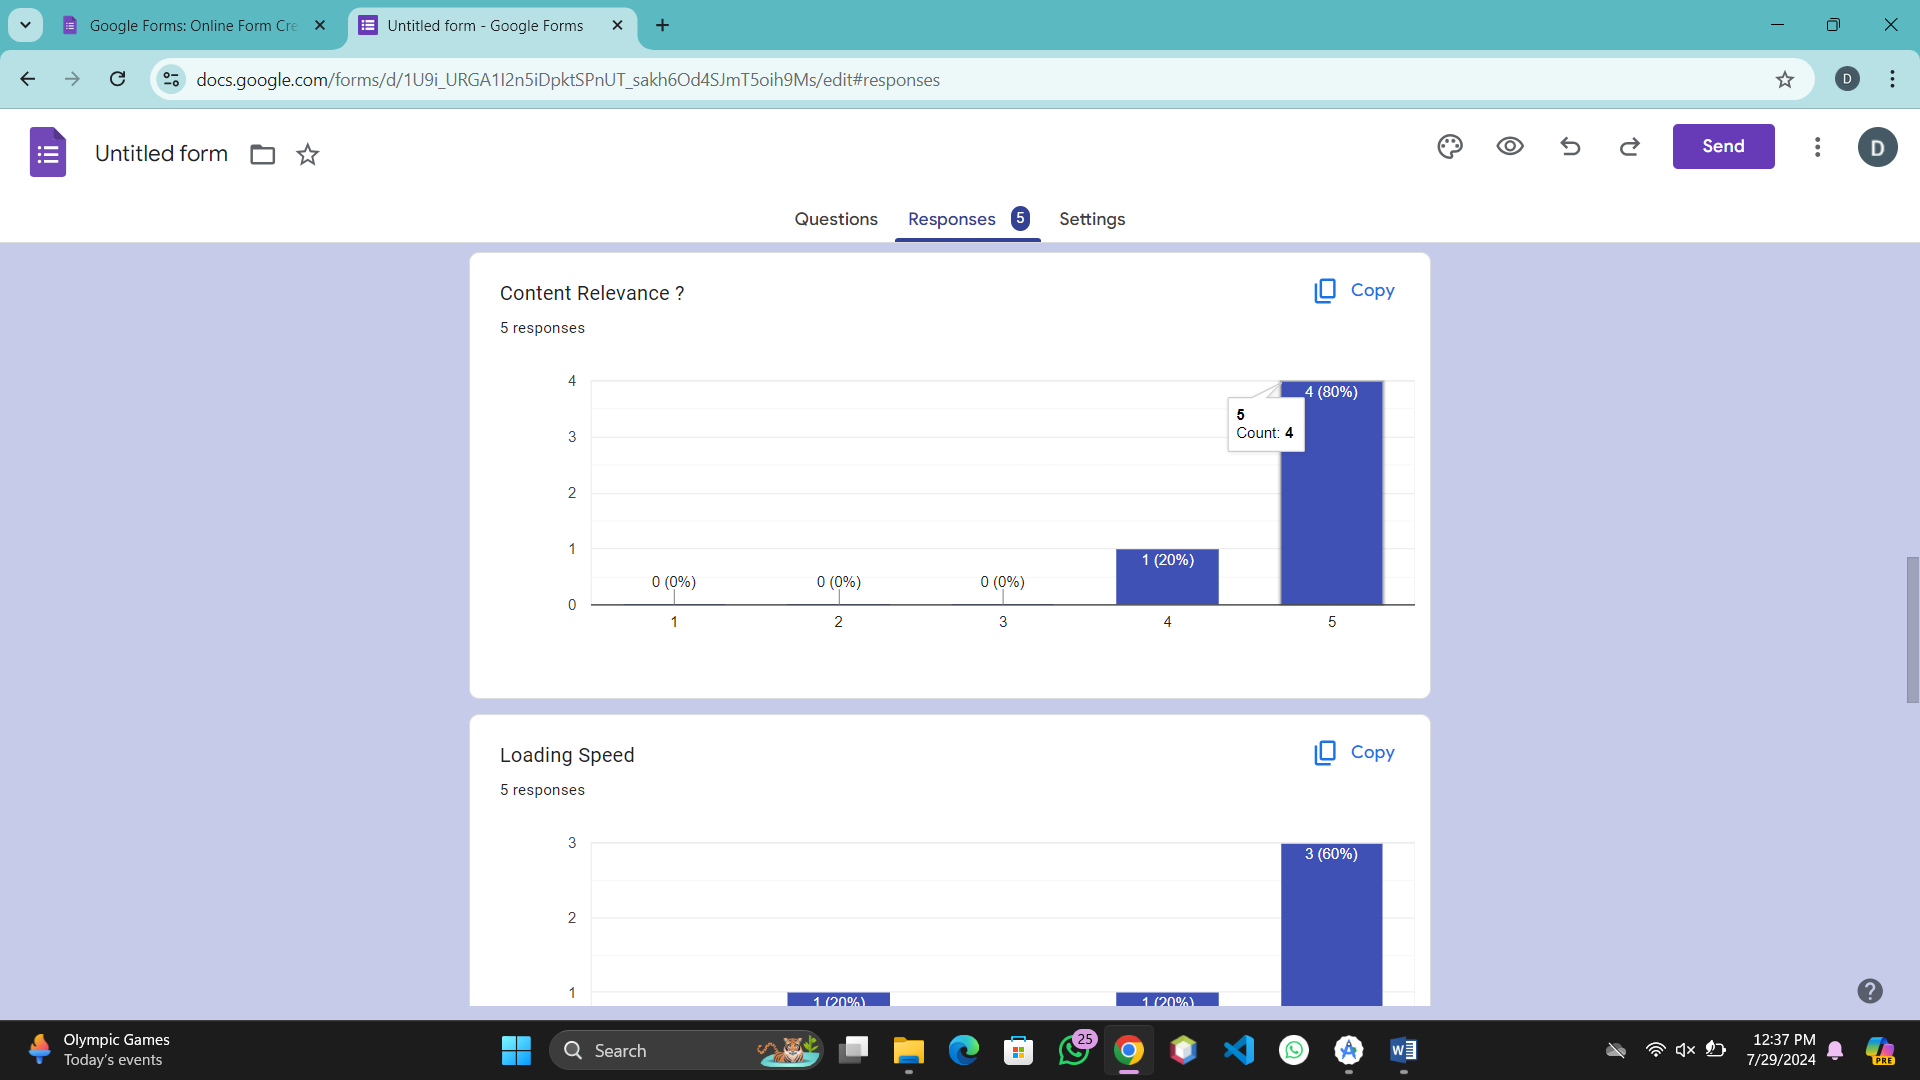 Google Forms: Online Form Cre
Untitled form - Google Forms
docs.google.com/forms/d/1U9i_URGA1I2n5iDpktSPnUT_sakh6Od4SJmT5oih9Ms/edit#responses
D
Untitled form
Send
D
Questions
Responses
5
Settings
Content Relevance ?
Copy
5 responses
4
3
2
1
0
0 (0%)
0 (0%)
0 (0%)
1 (20%)
4 (80%)
5
Count: 4
1
2
3
4
5
Loading Speed
Copy
5 responses
3
2
1
1 (20%)
1 (20%)
3 (60%)
Olympic Games
Today's events
Search
25
W
PRE
12:37 PM
7/29/2024